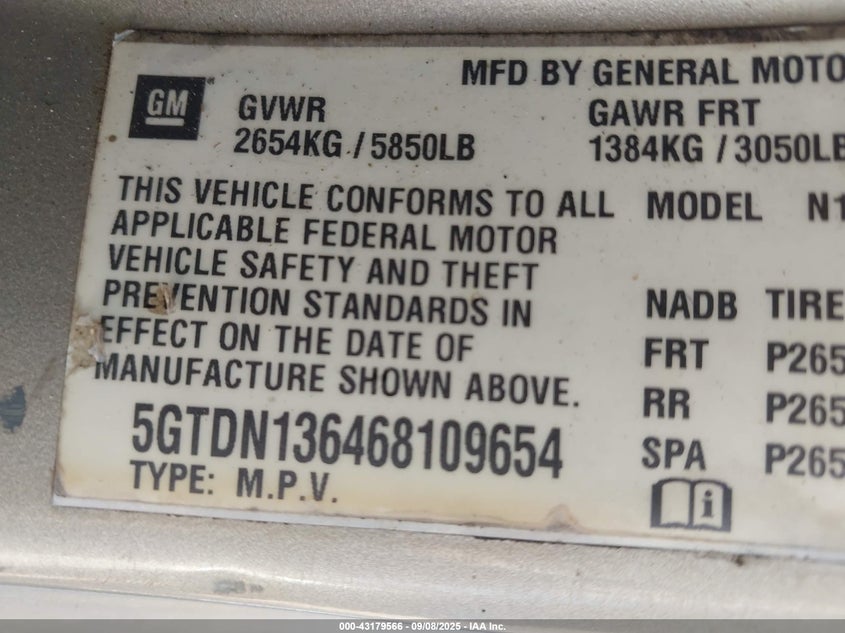 MFD BY GENERAL MOTO
GM
GVWR
2654KG / 5850LB
GAWR FRT
1384KG / 3050LB
THIS VEHICLE CONFORMS TO ALL
APPLICABLE FEDERAL MOTOR
VEHICLE SAFETY AND THEFT
PREVENTION STANDARDS IN
EFFECT ON THE DATE OF
MANUFACTURE SHOWN ABOVE.
5GTDN136468109654
TYPE: M.P.V.
MODEL N1
NADB TIRE
FRT P265
RR P265
SPA P265
i
000-43179566 - 09/08/2025 - IAAI.COM